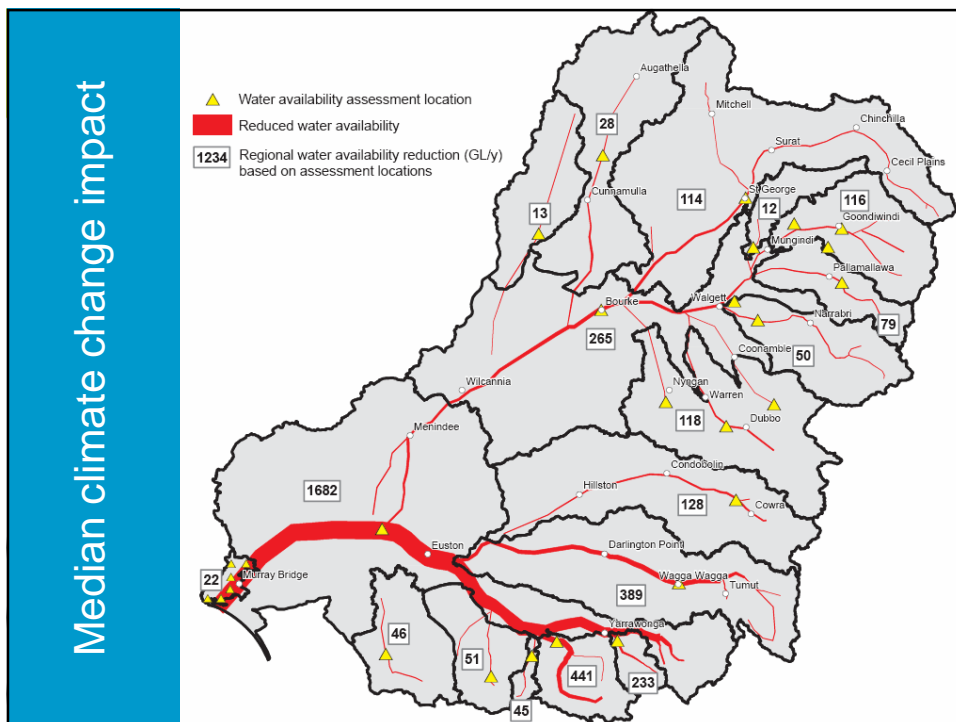 Median climate change impact
Water availability assessment location
Reduced water availability
1234 Regional water availability reduction (GL/y)
based on assessment locations
Augathella
Mitchell
Chinchilla
28
Surat
Cecil Plains
Cunnamulla
114
St George
12
116
13
Goondiwindi
Mungindi
Pallamallawa
Bourke
Walgett
Narrabri
79
265
Coonamble
50
Wilcannia
Nyngan
Warren
118
Dubbo
Menindee
1682
Condobolin
Hillston
128
Cowra
Euston
Darlington Point
22
Murray Bridge
Wagga Wagga
Tumut
389
Yarrawonga
46
51
441
233
45